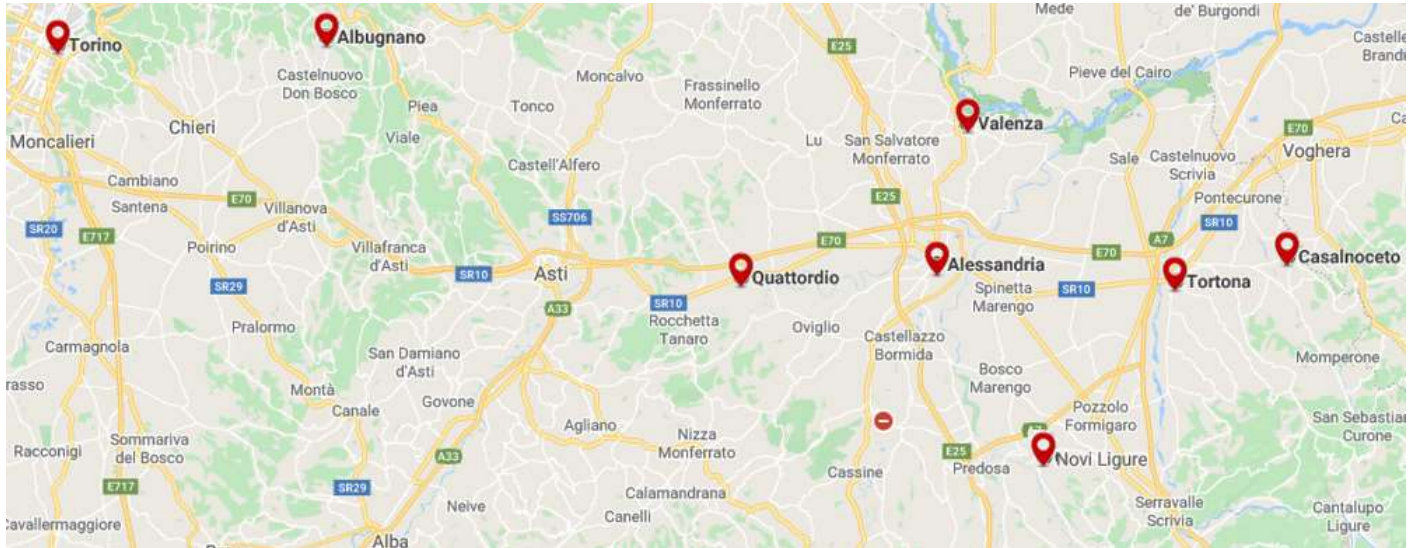 Mede
de' Burgondi
Torino
Albugnano
E25
Castelle
Brand
Castelnuovo
Don Bosco
Moncalvo
Frassinello
Monferrato
Pieve del Cairo
Piea
Tonco
Valenza
Chieri
Viale
Lu
San Salvatore
Monferrato
E70
Ca
Moncalieri
Castell'Alfero
Sale
Castelnuovo
Scrivia
Voghera
Cambiano
E70
Santena
Villanova
d'Asti
E25
Pontecurone
SR20
E717
Poirino
SS706
SR10
Villafranca
d'Asti
E70
E70
A7
Asti
SR10
Quattordio
Alessandria
Casalnoceto
SR29
SR10
Spinetta
Marengo
SR10
Tortona
A33
Pralormo
Rocchetta
Tanaro
Oviglio
Castellazzo
Bormida
Carmagnola
San Damiano
d'Asti
Momperone
rasso
Montà
Bosco
Marengo
Canale
Govone
Agliano
Pozzolo
Formigaro
San Sebastian
Curone
Racconigi
Sommariva
del Bosco
Nizza
Monferrato
A7
A33
E25
Novi Ligure
Cassine
Predosa
E717
SR29
Neive
Calamandrana
Serravalle
Scrivia
Cantalupo
Ligure
Canelli
Cavallermaggiore
Alba